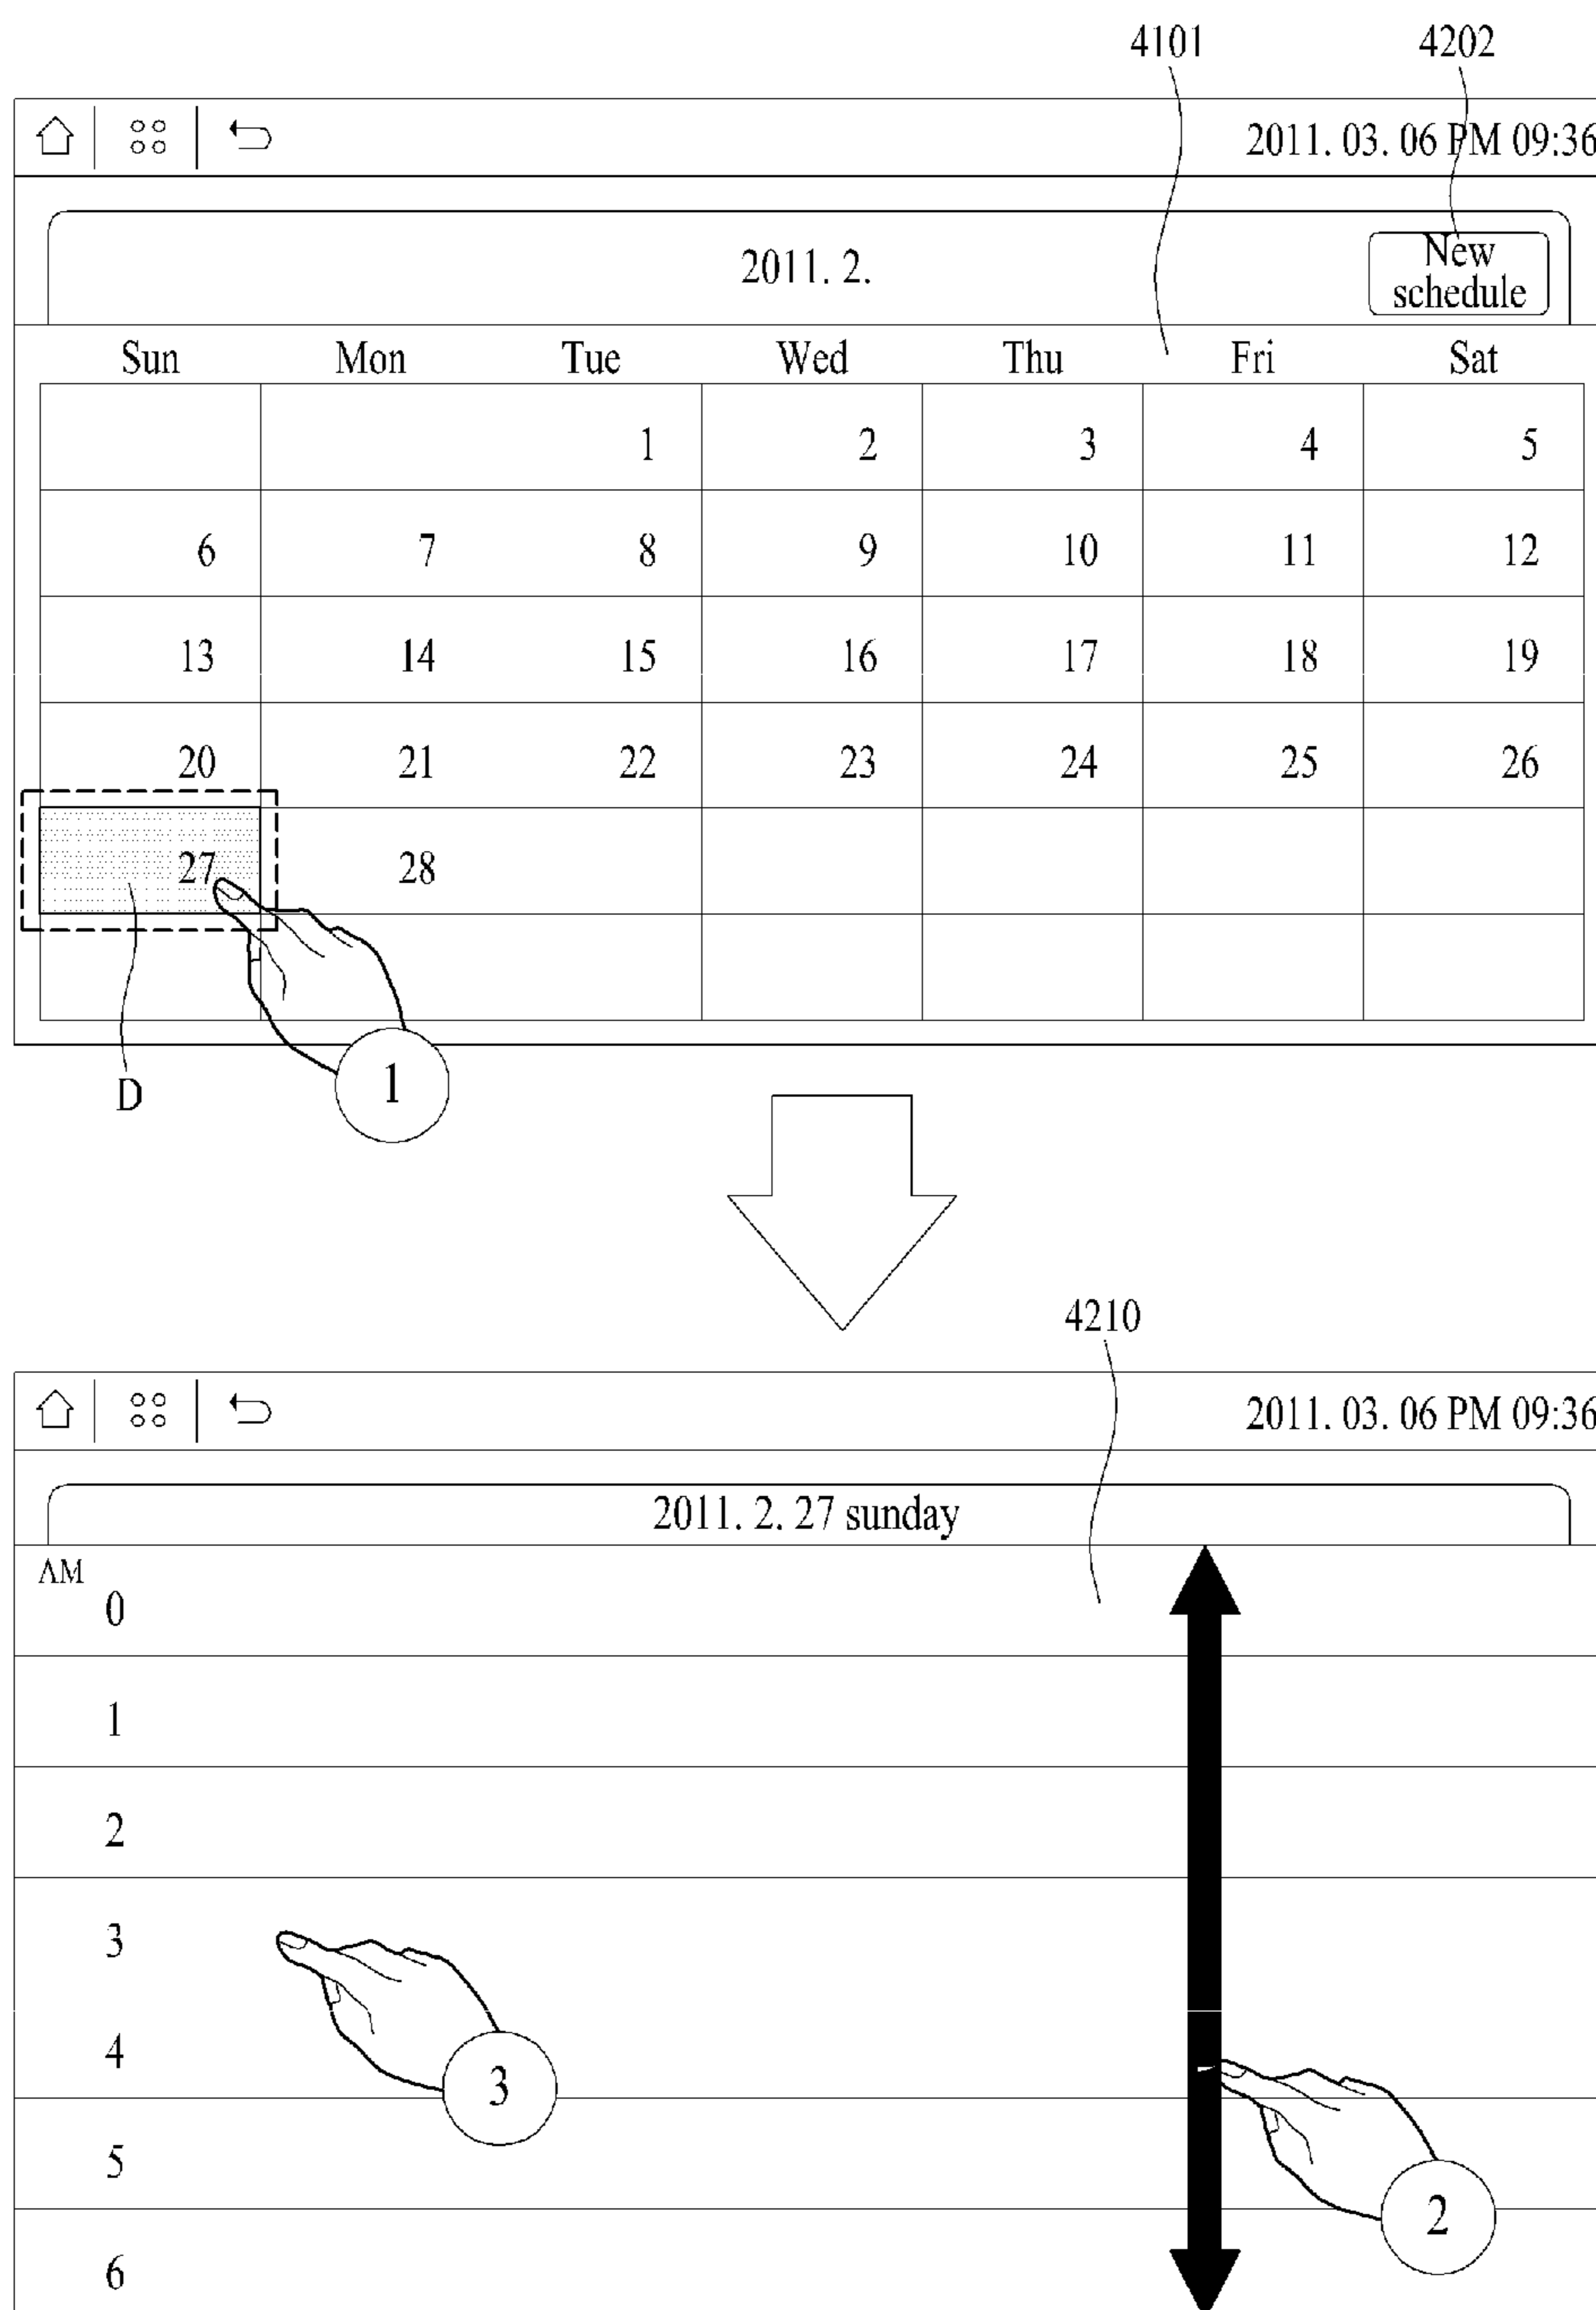 4101 4202
2011. 03. 06 PM 09:36
2011. 2.
New
schedule
Sun Mon Tue Wed Thu Fri Sat
1 2 3 4 5
6 7 8 9 10 11 12
13 14 15 16 17 18 19
20 21 22 23 24 25 26
27 28
D 1
4210
2011. 03. 06 PM 09:36
2011. 2. 27 sunday
AM
0
1
2
3
4
3
5
2
6